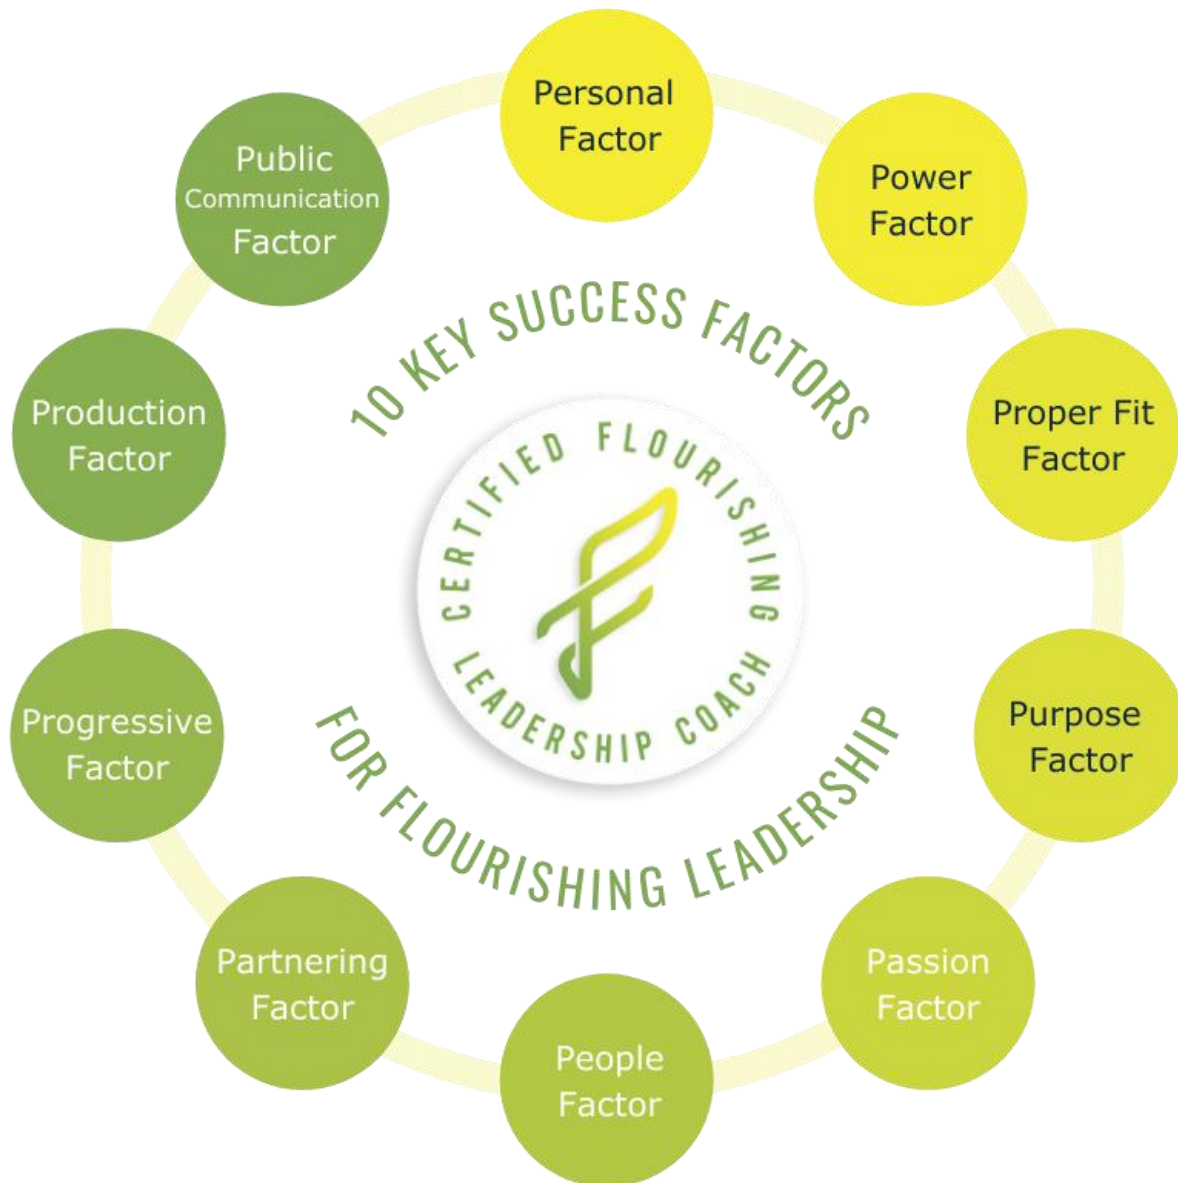 Personal
Factor
Power
Factor
Proper Fit
Factor
Purpose
Factor
Passion
Factor
People
Factor
Partnering
Factor
Progressive
Factor
Production
Factor
Public
Communication
Factor
10 KEY SUCCESS FACTORS
FOR FLOURISHING LEADERSHIP
CERTIFIED FLOURISHING
LEADERSHIP COACH